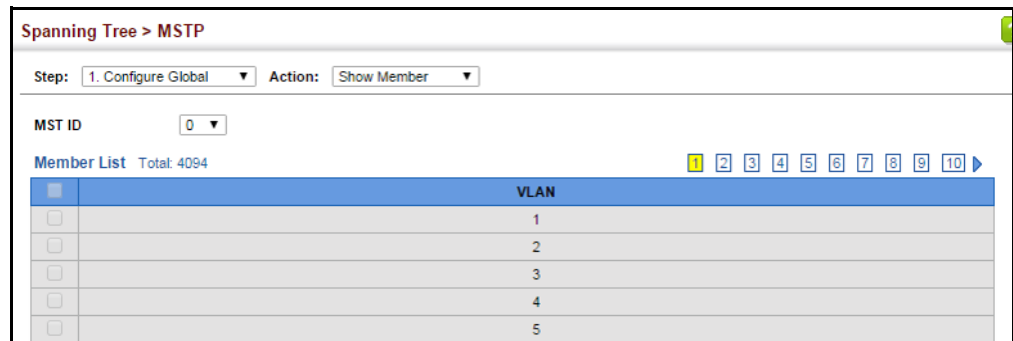 Spanning Tree > MSTP
Step: 1. Configure Global Action: Show Member
MST ID 0
Member List Total: 4094 1 2 3 4 5 6 7 8 9 10
VLAN
1
2
3
4
5